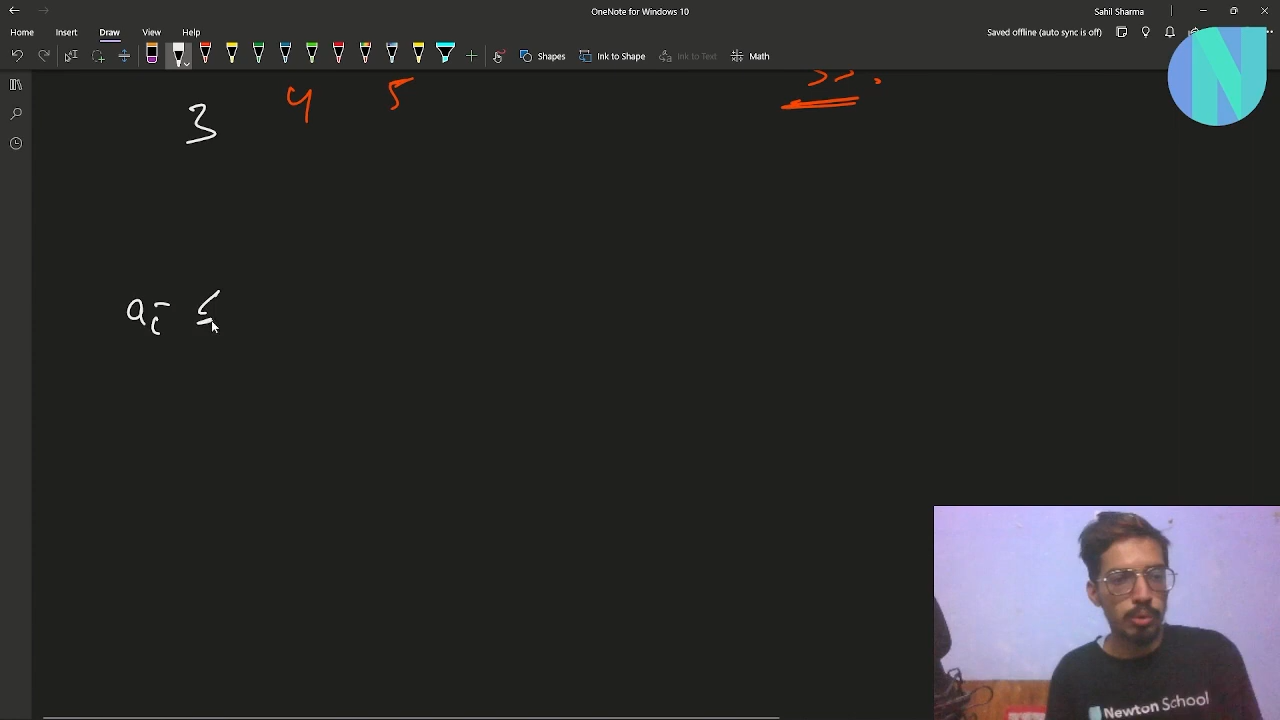 OneNote for Windows 10
Sahil Sharma
Home Insert Draw View Help
Saved offline (auto sync is off)
Shapes Ink to Shape Ink to Text Math
3 4 5
aᵢ ≤
Newton School